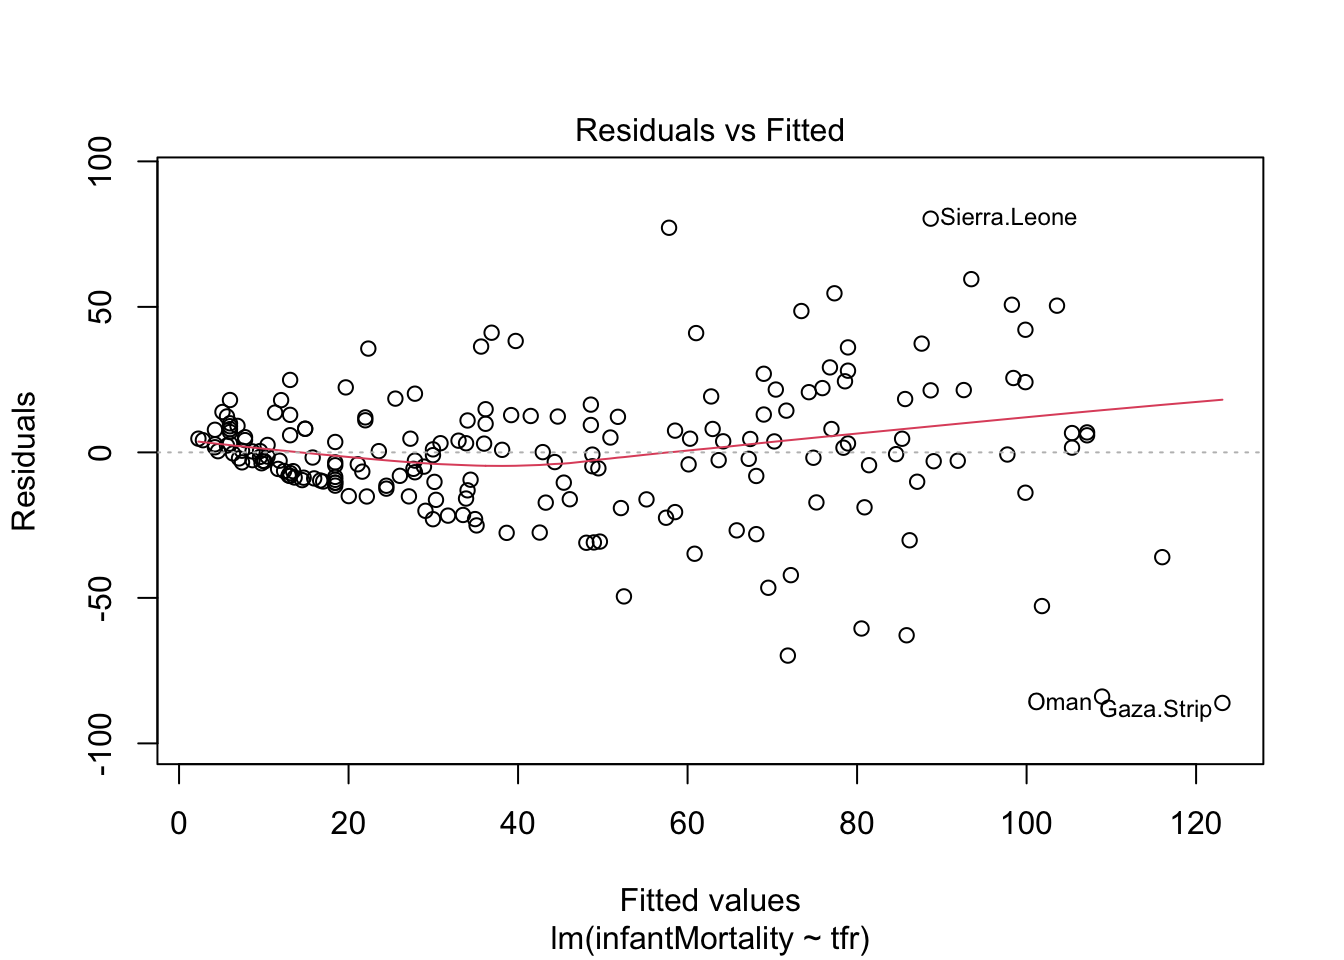 Residuals vs Fitted
Residuals
100
50
0
-50
-100
Sierra.Leone
Oman
Gaza.Strip
0 20 40 60 80 100 120
Fitted values
lm(infantMortality ~ tfr)